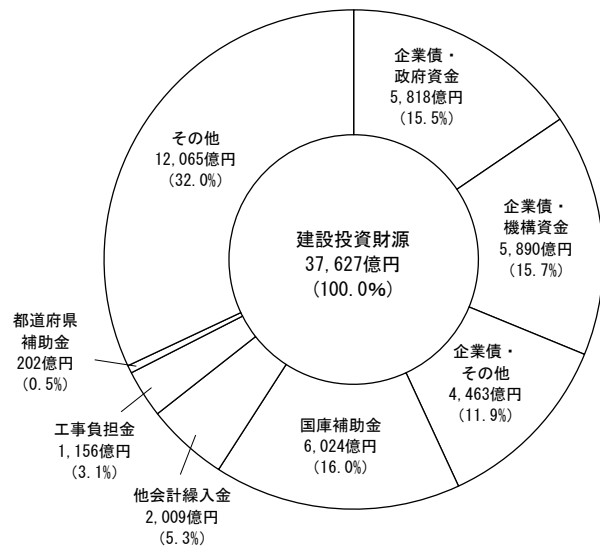 企業債・
政府資金
5,818億円
(15.5%)
企業債・
機構資金
5,890億円
(15.7%)
企業債・
その他
4,463億円
(11.9%)
国庫補助金
6,024億円
(16.0%)
他会計繰入金
2,009億円
(5.3%)
工事負担金
1,156億円
(3.1%)
都道府県
補助金
202億円
(0.5%)
その他
12,065億円
(32.0%)
建設投資財源
37,627億円
(100.0%)